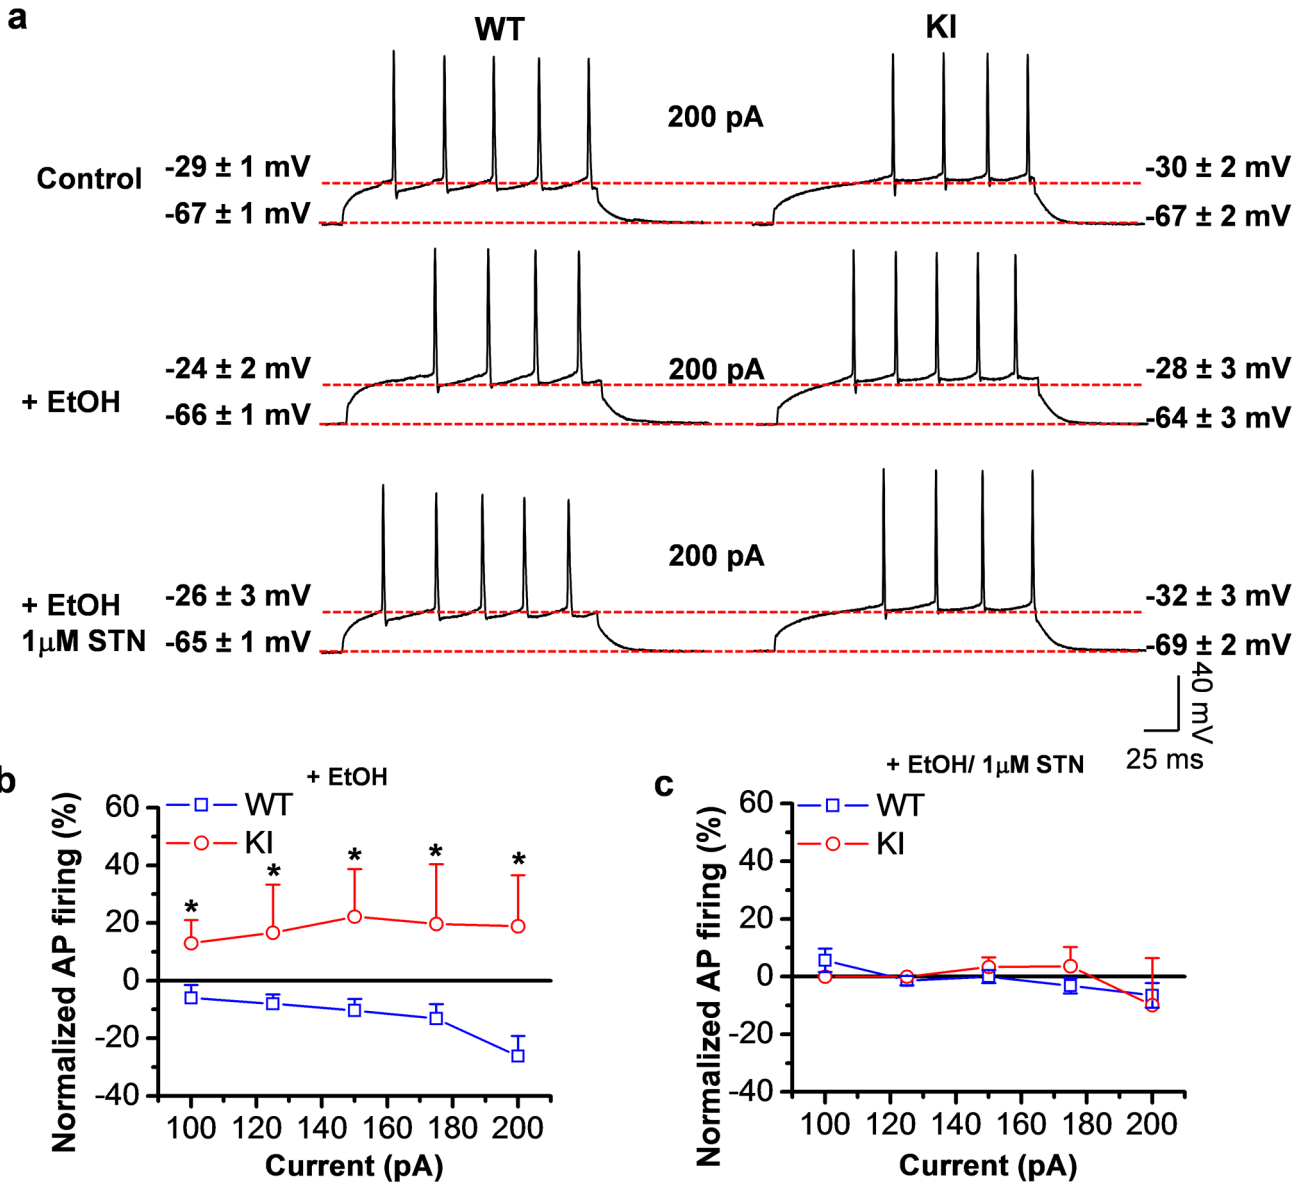 a
WT
KI
200 pA
Control
-29 ± 1 mV
-67 ± 1 mV
-30 ± 2 mV
-67 ± 2 mV
200 pA
+ EtOH
-24 ± 2 mV
-66 ± 1 mV
-28 ± 3 mV
-64 ± 3 mV
200 pA
+ EtOH
1μM STN
-26 ± 3 mV
-65 ± 1 mV
-32 ± 3 mV
-69 ± 2 mV
40 mV
25 ms
b
+ EtOH
WT
KI
Normalized AP firing (%)
60
40
20
0
-20
-40
* * * * *
100 120 140 160 180 200
Current (pA)
c
+ EtOH/ 1μM STN
WT
KI
Normalized AP firing (%)
60
40
20
0
-20
-40
100 120 140 160 180 200
Current (pA)